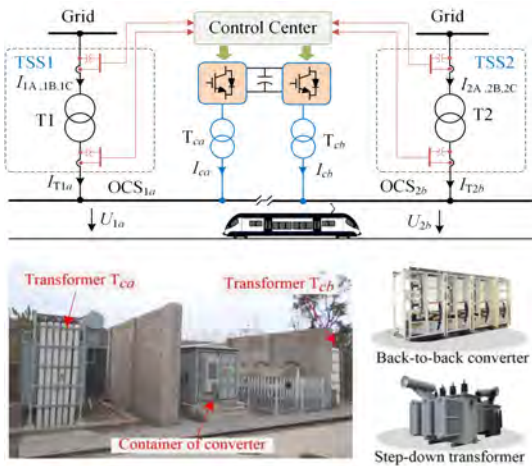 Grid
Control Center
Grid
TSS1
TSS2
I1A ,1B,1C
I2A ,2B,2C
T1
Tca
Tcb
T2
IT1a
OCS1a
Ica
Icb
OCS2b
IT2b
U1a
U2b
Transformer Tca
Transformer Tcb
Back-to-back converter
Container of converter
Step-down transformer